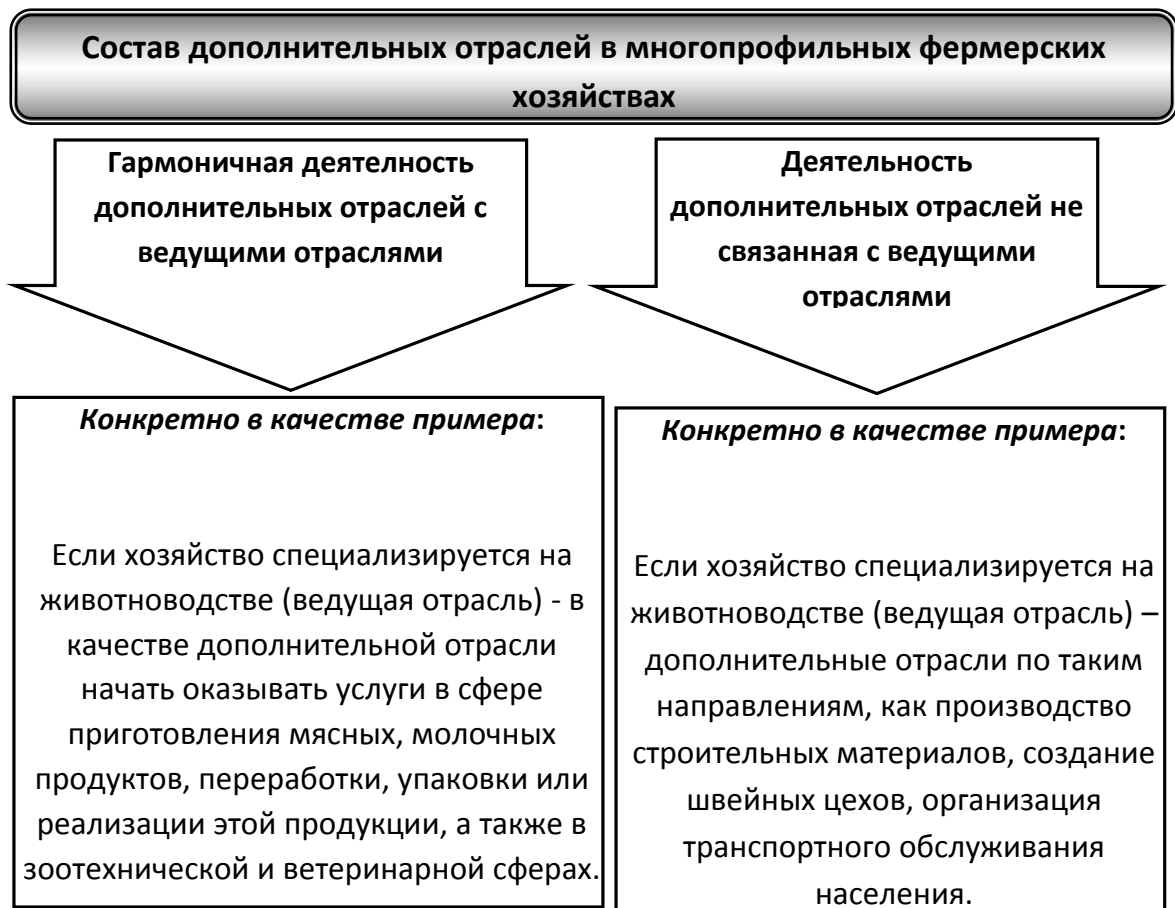 Состав дополнительных отраслей в многопрофильных фермерских
хозяйствах
Гармоничная деятелность
дополнительных отраслей с
ведущими отраслями
Деятельность
дополнительных отраслей не
связанная с ведущими
отраслями
Конкретно в качестве примера:
Если хозяйство специализируется на
животноводстве (ведущая отрасль) - в
качестве дополнительной отрасли
начать оказывать услуги в сфере
приготовления мясных, молочных
продуктов, переработки, упаковки или
реализации этой продукции, а также в
зоотехнической и ветеринарной сферах.
Конкретно в качестве примера:
Если хозяйство специализируется на
животноводстве (ведущая отрасль) –
дополнительные отрасли по таким
направлениям, как производство
строительных материалов, создание
швейных цехов, организация
транспортного обслуживания
населения.